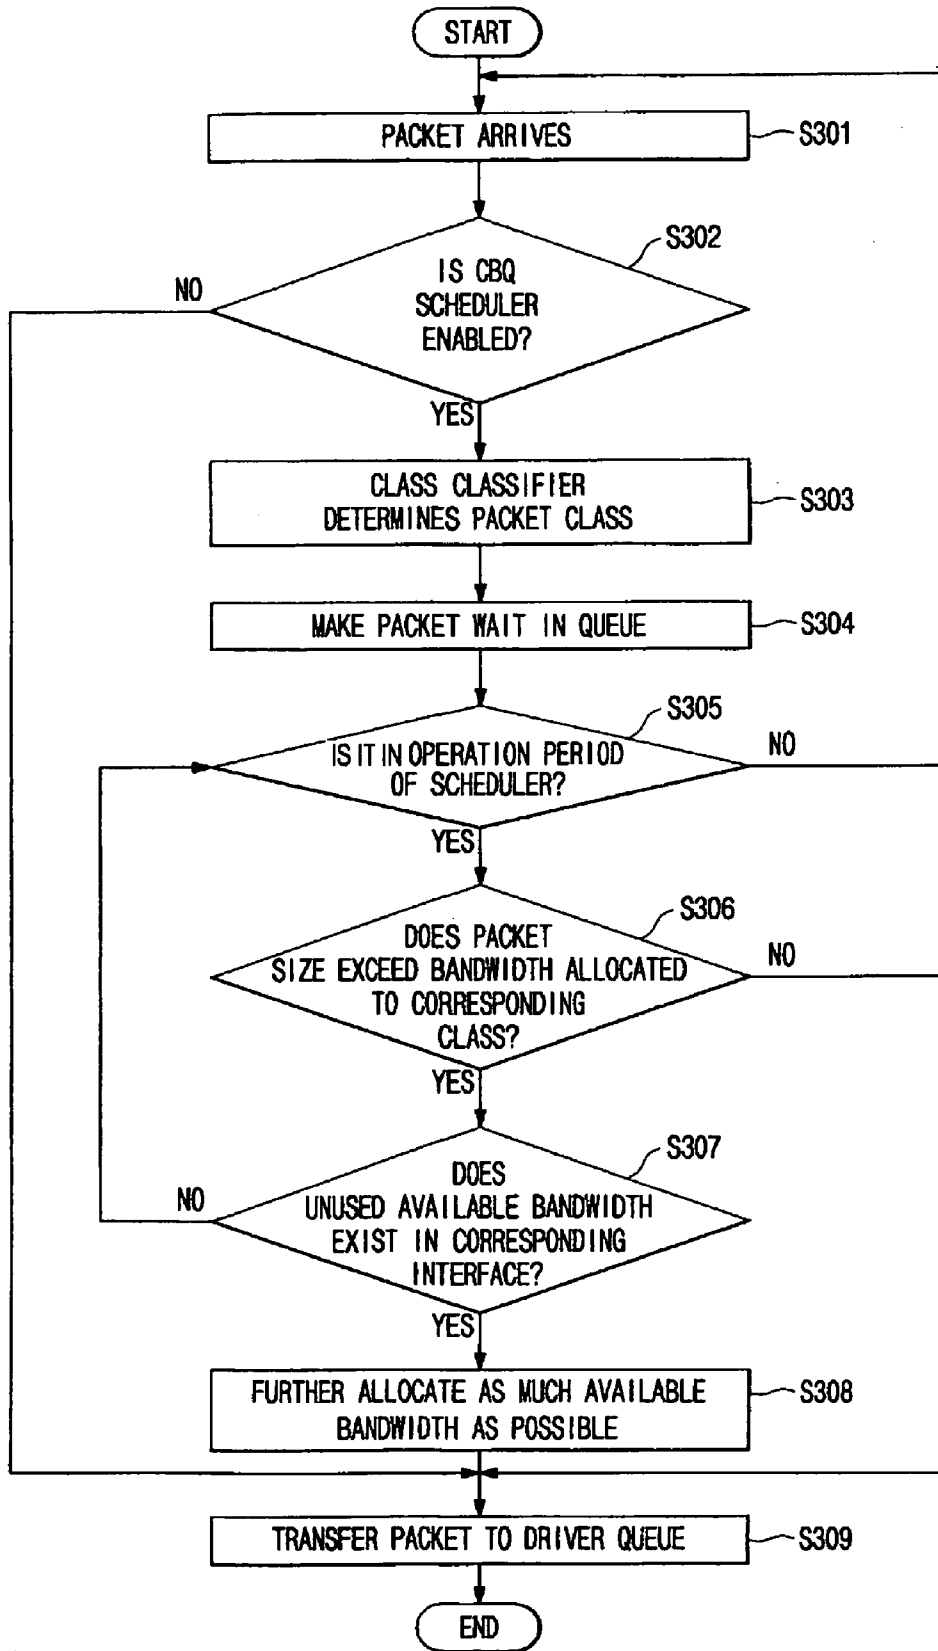 START
PACKET ARRIVES
S301
S302
IS CBQ
SCHEDULER
ENABLED?
NO
YES
CLASS CLASSIFIER
DETERMINES PACKET CLASS
S303
MAKE PACKET WAIT IN QUEUE
S304
S305
IS IT IN OPERATION PERIOD
OF SCHEDULER?
NO
YES
S306
DOES PACKET
SIZE EXCEED BANDWIDTH ALLOCATED
TO CORRESPONDING
CLASS?
NO
YES
S307
DOES
UNUSED AVAILABLE BANDWIDTH
EXIST IN CORRESPONDING
INTERFACE?
NO
YES
FURTHER ALLOCATE AS MUCH AVAILABLE
BANDWIDTH AS POSSIBLE
S308
TRANSFER PACKET TO DRIVER QUEUE
S309
END